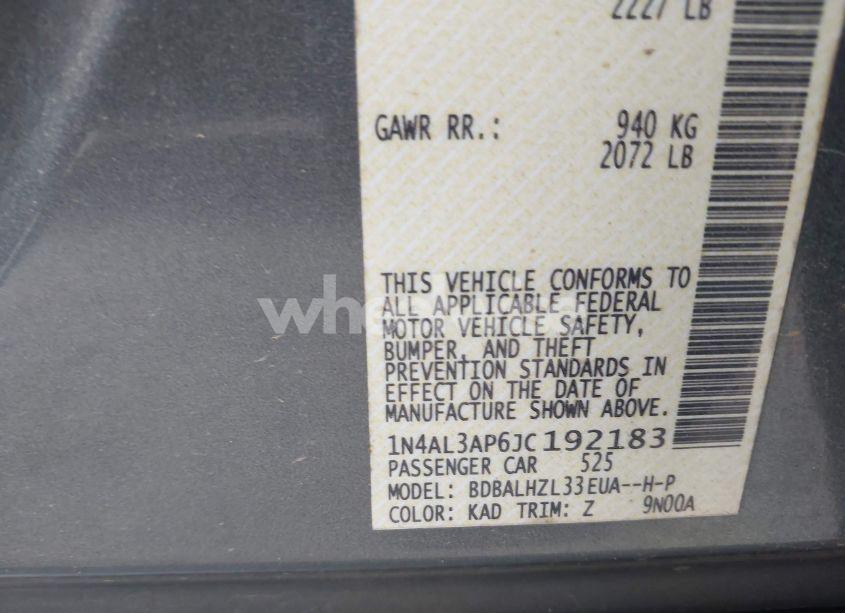 2227 LB
GAWR RR.: 940 KG
2072 LB
THIS VEHICLE CONFORMS TO
ALL APPLICABLE FEDERAL
MOTOR VEHICLE SAFETY,
BUMPER, AND THEFT
PREVENTION STANDARDS IN
EFFECT ON THE DATE OF
MANUFACTURE SHOWN ABOVE.
1N4AL3AP6JC192183
PASSENGER CAR 525
MODEL: BDBALHZL33EUA--H-P
COLOR: KAD TRIM: Z 9N00A